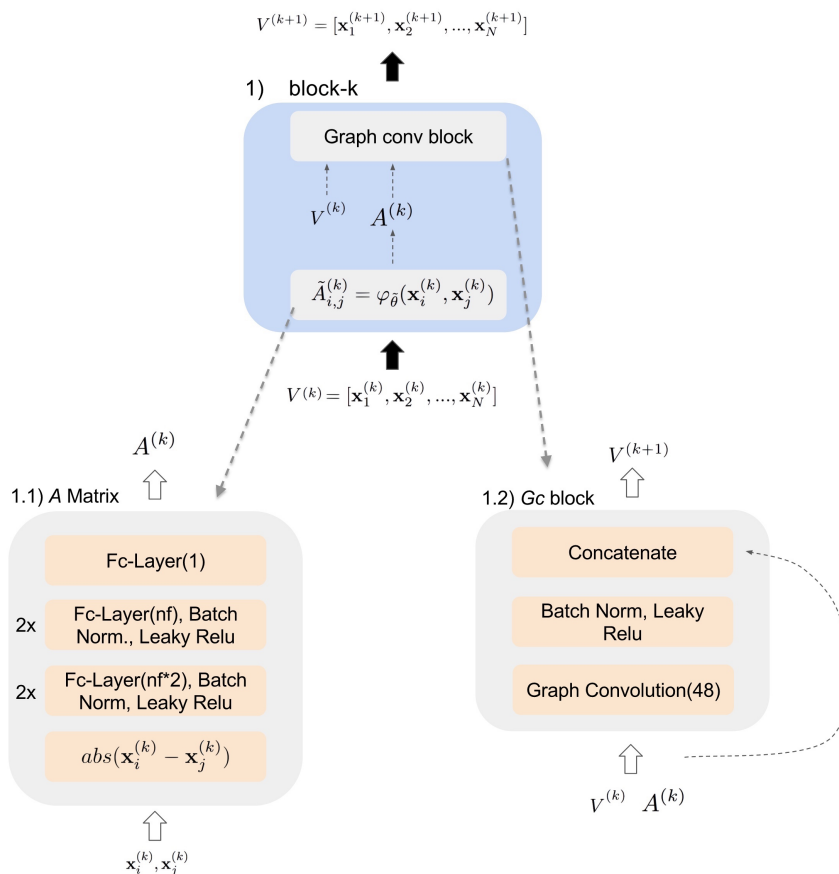 V^(k+1) = [x_1^(k+1), x_2^(k+1), ..., x_N^(k+1)]
1) block-k
Graph conv block
V^(k) A^(k)
Ã_{i,j}^(k) = φ_θ̃(x_i^(k), x_j^(k))
V^(k) = [x_1^(k), x_2^(k), ..., x_N^(k)]
A^(k)
1.1) A Matrix
Fc-Layer(1)
2x Fc-Layer(nf), Batch
Norm., Leaky Relu
2x Fc-Layer(nf*2), Batch
Norm, Leaky Relu
abs(x_i^(k) − x_j^(k))
x_i^(k), x_j^(k)
V^(k+1)
1.2) Gc block
Concatenate
Batch Norm, Leaky
Relu
Graph Convolution(48)
V^(k) A^(k)